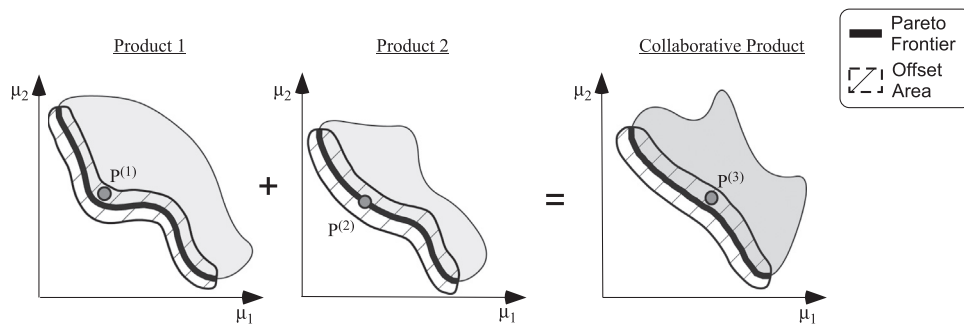 Product 1
Product 2
Collaborative Product
Pareto
Frontier
Offset
Area
μ2
μ2
μ2
P(1)
P(2)
P(3)
+
=
μ1
μ1
μ1